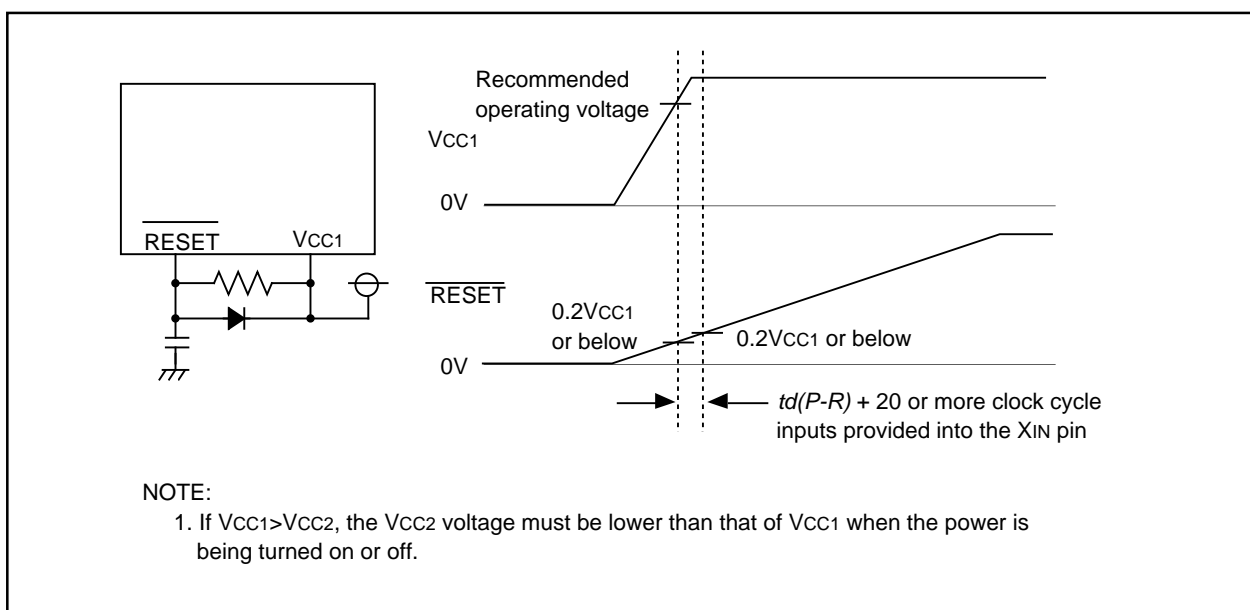 Recommended
operating voltage
VCC1
0V
RESET
VCC1
RESET
0.2VCC1
or below
0.2VCC1 or below
0V
td(P-R) + 20 or more clock cycle
inputs provided into the XIN pin
NOTE:
1. If VCC1>VCC2, the VCC2 voltage must be lower than that of VCC1 when the power is
being turned on or off.